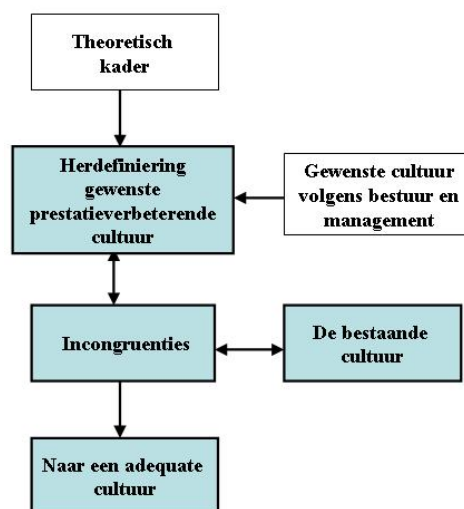 Theoretisch
kader
Herdefiniering
gewenste
prestatieverbeterende
cultuur
Gewenste cultuur
volgens bestuur en
management
Incongruenties
De bestaande
cultuur
Naar een adequate
cultuur